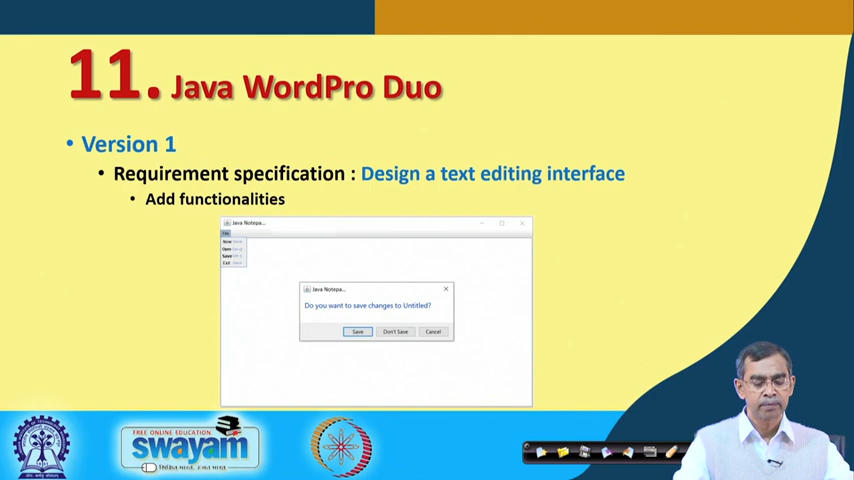 11. Java WordPro Duo
• Version 1
• Requirement specification : Design a text editing interface
• Add functionalities
Java Notepa...
File
New
Open
Save
Exit
Java Notepa...
Do you want to save changes to Untitled?
Save Don't Save Cancel
FREE ONLINE EDUCATION
swayam